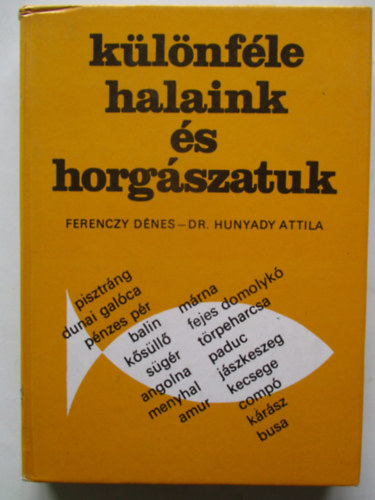 különféle
halaink
és
horgászatuk
FERENCZY DÉNES – DR. HUNYADY ATTILA
pisztráng
dunai galóca
pénzes pér
balin
kősüllő
sügér
angolna
menyhal
amur
márna
fejes domolykó
törpeharcsa
paduc
jászkeszeg
kecsege
compó
kárász
busa